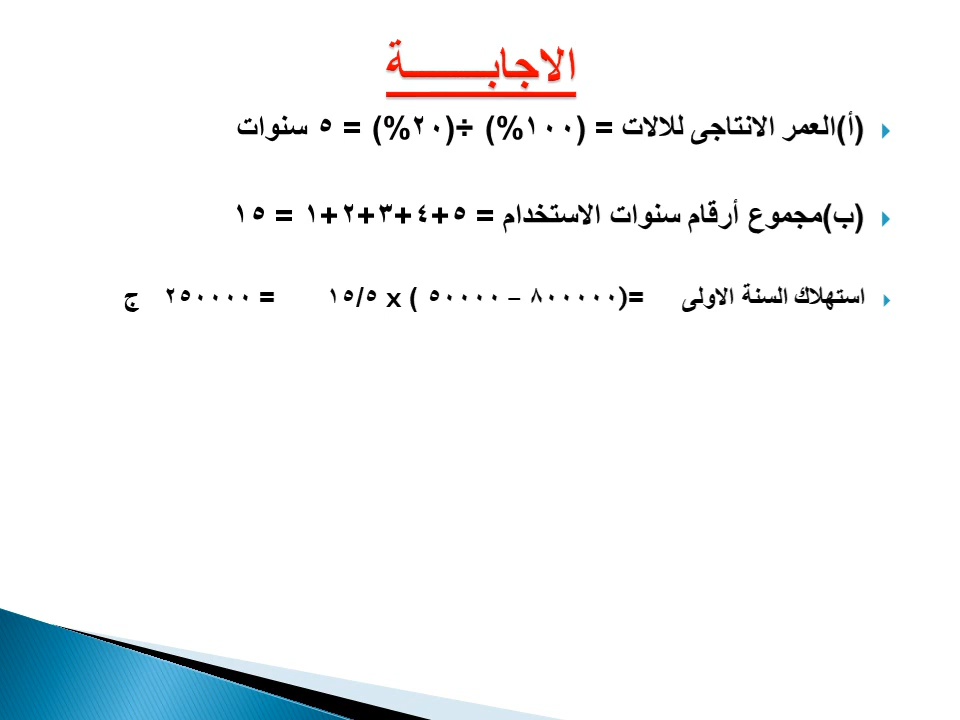 الاجابــــــــة
(أ)العمر الانتاجى للالات = (١٠٠%) ÷(٢٠%) = ٥ سنوات
(ب)مجموع أرقام سنوات الاستخدام = ٥+٤+٣+٢+١ = ١٥
استهلاك السنة الاولى =(٨٠٠٠٠٠ – ٥٠٠٠٠ ) x ١٥/٥ = ٢٥٠٠٠٠ ج